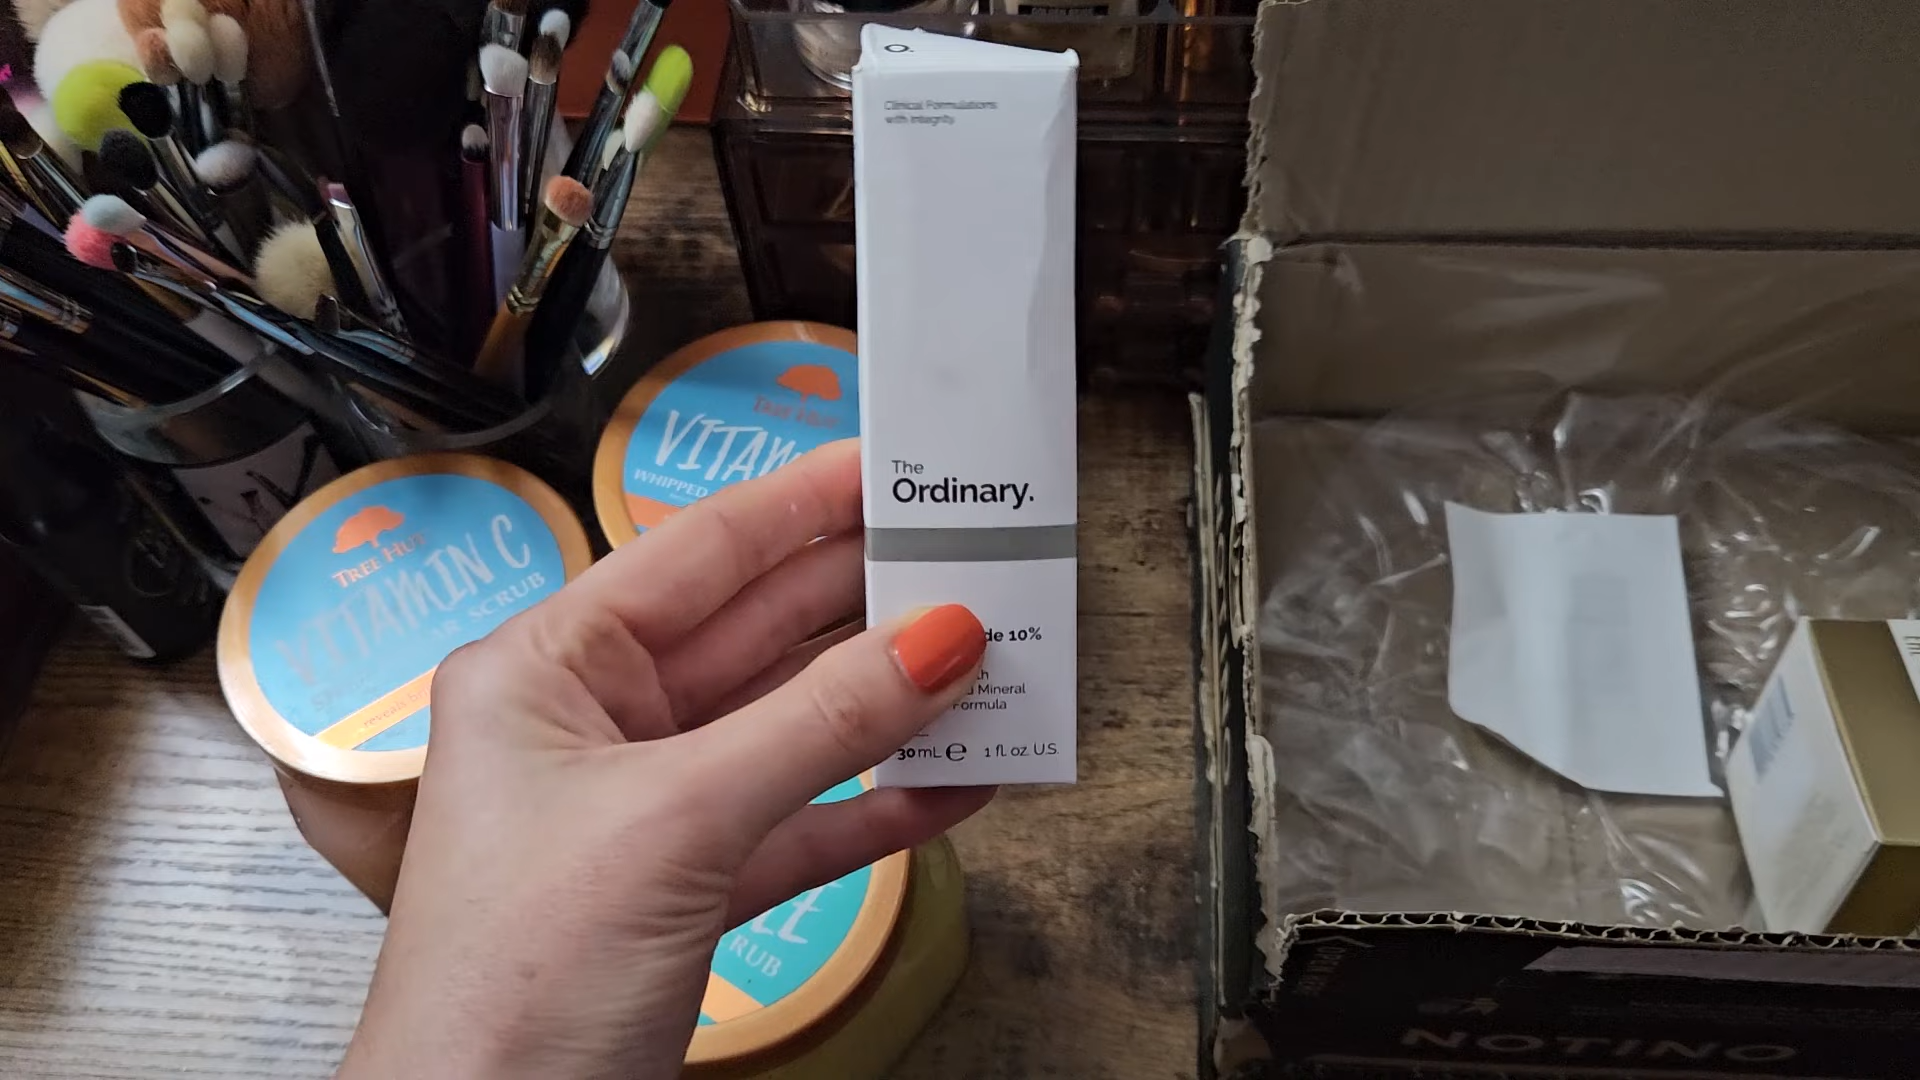 O.
Clinical Formulations
with Integrity
The
Ordinary.
de 10%
th
d Mineral
Formula
30 mL e 1 fl oz U.S.
TREE HUT
VITAMIN C
SCRUB
TREE HUT
VITAM
WHIPPED
RUB
NOTINO